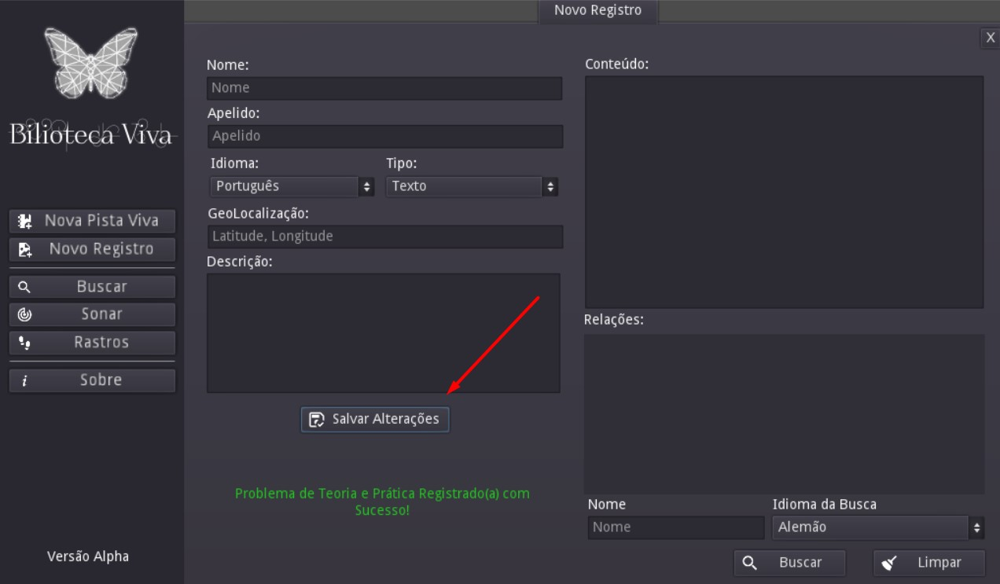 Bilioteca Viva
Nova Pista Viva
Novo Registro
Buscar
Sonar
Rastros
i Sobre
Versão Alpha
Novo Registro
X
Nome:
Nome
Apelido:
Apelido
Idioma:
Tipo:
Português
Texto
GeoLocalização:
Latitude, Longitude
Descrição:
Salvar Alterações
Problema de Teoria e Prática Registrado(a) com
Sucesso!
Conteúdo:
Relações:
Nome
Idioma da Busca
Nome
Alemão
Buscar
Limpar